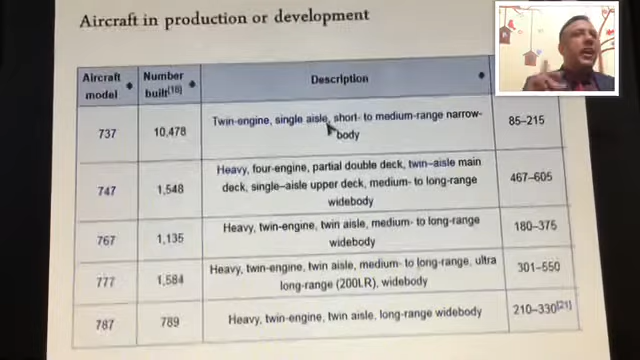 Aircraft in production or development
Aircraft model
Number built[18]
Description
737
10,478
Twin-engine, single aisle, short- to medium-range narrow-
body
85–215
747
1,548
Heavy, four-engine, partial double deck, twin–aisle main
deck, single–aisle upper deck, medium- to long-range
widebody
467–605
767
1,135
Heavy, twin-engine, twin aisle, medium- to long-range
widebody
180–375
777
1,584
Heavy, twin-engine, twin aisle, medium- to long-range, ultra
long-range (200LR), widebody
301–550
787
789
Heavy, twin-engine, twin aisle, long-range widebody
210–330[21]